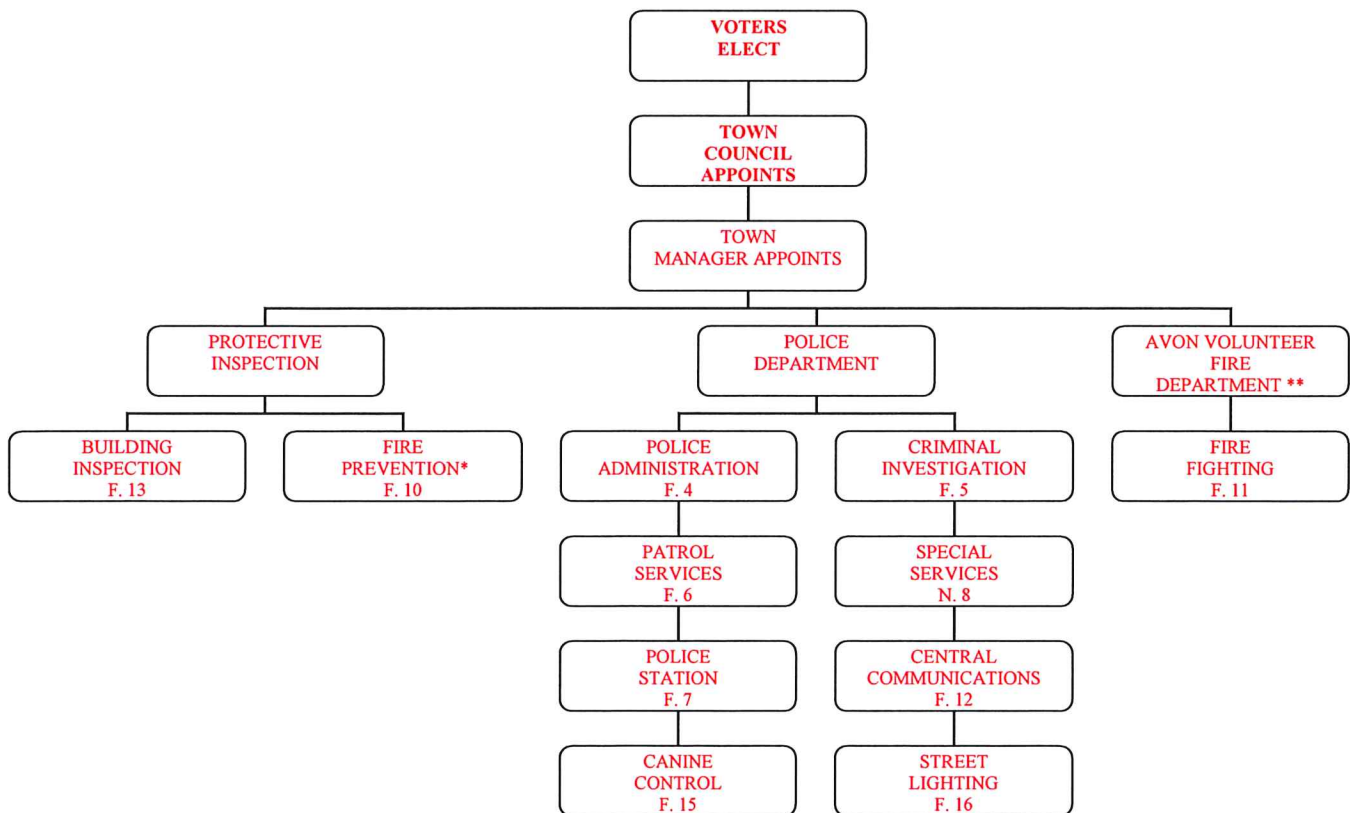 VOTERS
ELECT
TOWN
COUNCIL
APPOINTS
TOWN
MANAGER APPOINTS
PROTECTIVE
INSPECTION
POLICE
DEPARTMENT
AVON VOLUNTEER
FIRE
DEPARTMENT **
BUILDING
INSPECTION
F. 13
FIRE
PREVENTION*
F. 10
POLICE
ADMINISTRATION
F. 4
CRIMINAL
INVESTIGATION
F. 5
FIRE
FIGHTING
F. 11
PATROL
SERVICES
F. 6
SPECIAL
SERVICES
N. 8
POLICE
STATION
F. 7
CENTRAL
COMMUNICATIONS
F. 12
CANINE
CONTROL
F. 15
STREET
LIGHTING
F. 16